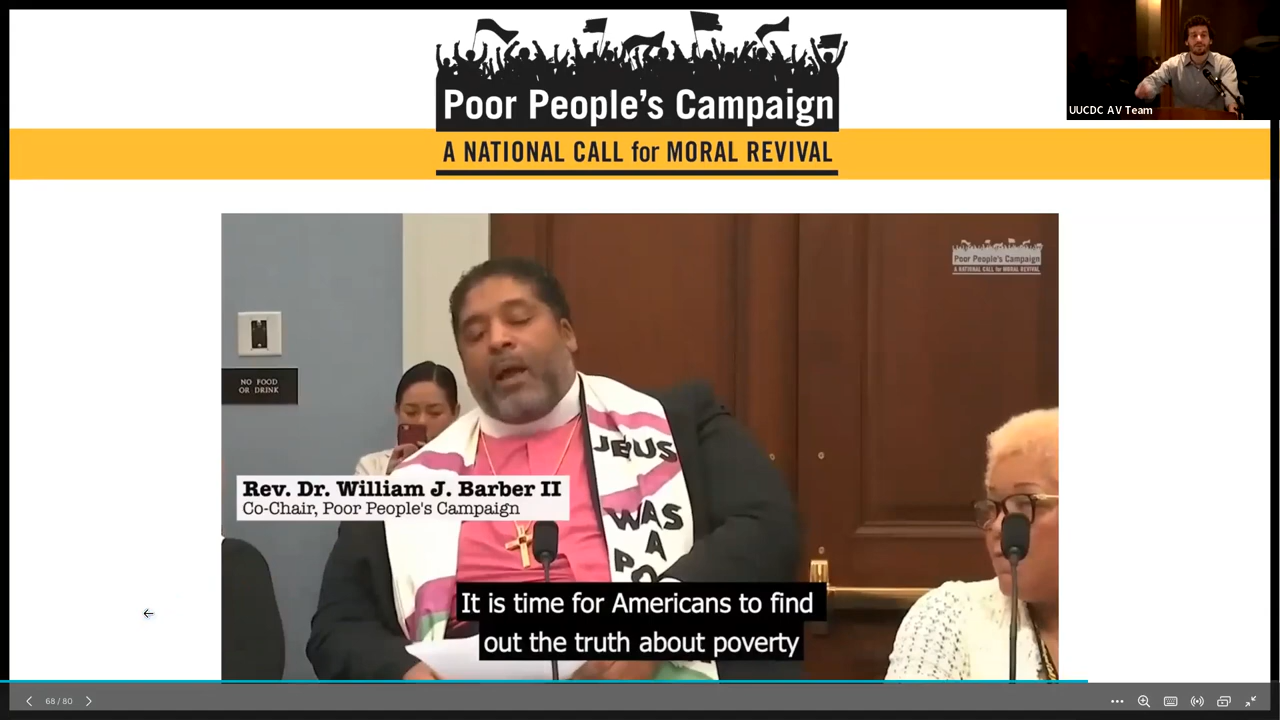 Poor People's Campaign
A NATIONAL CALL for MORAL REVIVAL
UUCDC AV Team
Poor People's Campaign
A NATIONAL CALL for MORAL REVIVAL
NO FOOD
OR DRINK
JESUS
WAS
A
PO
Rev. Dr. William J. Barber II
Co-Chair, Poor People's Campaign
It is time for Americans to find
out the truth about poverty
68 / 80